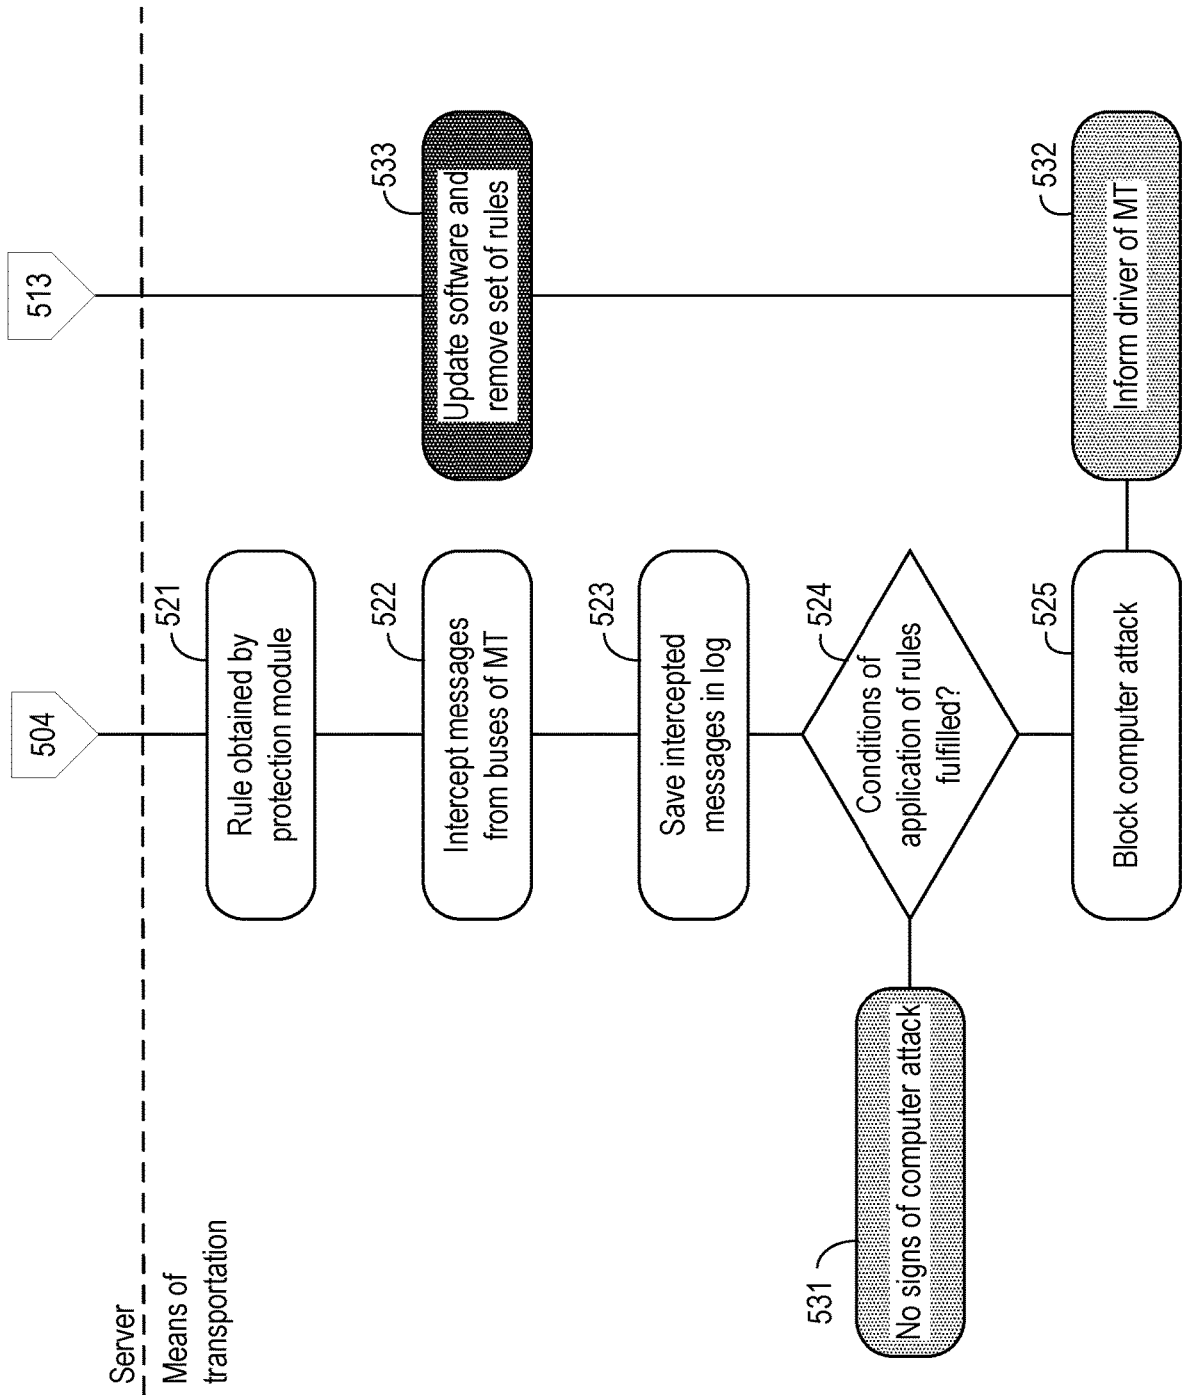 Server
Means of
transportation
504
513
521
Rule obtained by
protection module
522
Intercept messages
from buses of MT
533
Update software and
remove set of rules
523
Save intercepted
messages in log
524
Conditions of
application of rules
fulfilled?
531
No signs of computer attack
525
Block computer attack
532
Inform driver of MT